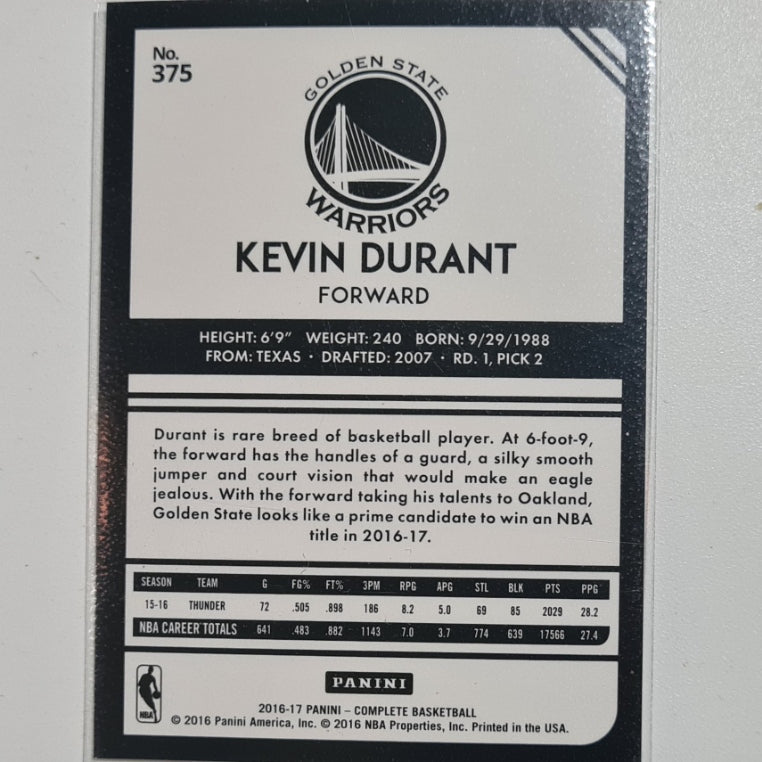 No.
375
GOLDEN STATE
WARRIORS
KEVIN DURANT
FORWARD
HEIGHT: 6'9" WEIGHT: 240 BORN: 9/29/1988
FROM: TEXAS · DRAFTED: 2007 · RD. 1, PICK 2
Durant is rare breed of basketball player. At 6-foot-9,
the forward has the handles of a guard, a silky smooth
jumper and court vision that would make an eagle
jealous. With the forward taking his talents to Oakland,
Golden State looks like a prime candidate to win an NBA
title in 2016-17.
SEASON TEAM G FG% FT% 3PM RPG APG STL BLK PTS PPG
15-16 THUNDER 72 .505 .898 186 8.2 5.0 69 85 2029 28.2
NBA CAREER TOTALS 641 .483 .882 1143 7.0 3.7 774 639 17566 27.4
PANINI
NBA
2016-17 PANINI – COMPLETE BASKETBALL
© 2016 Panini America, Inc. © 2016 NBA Properties, Inc. Printed in the USA.